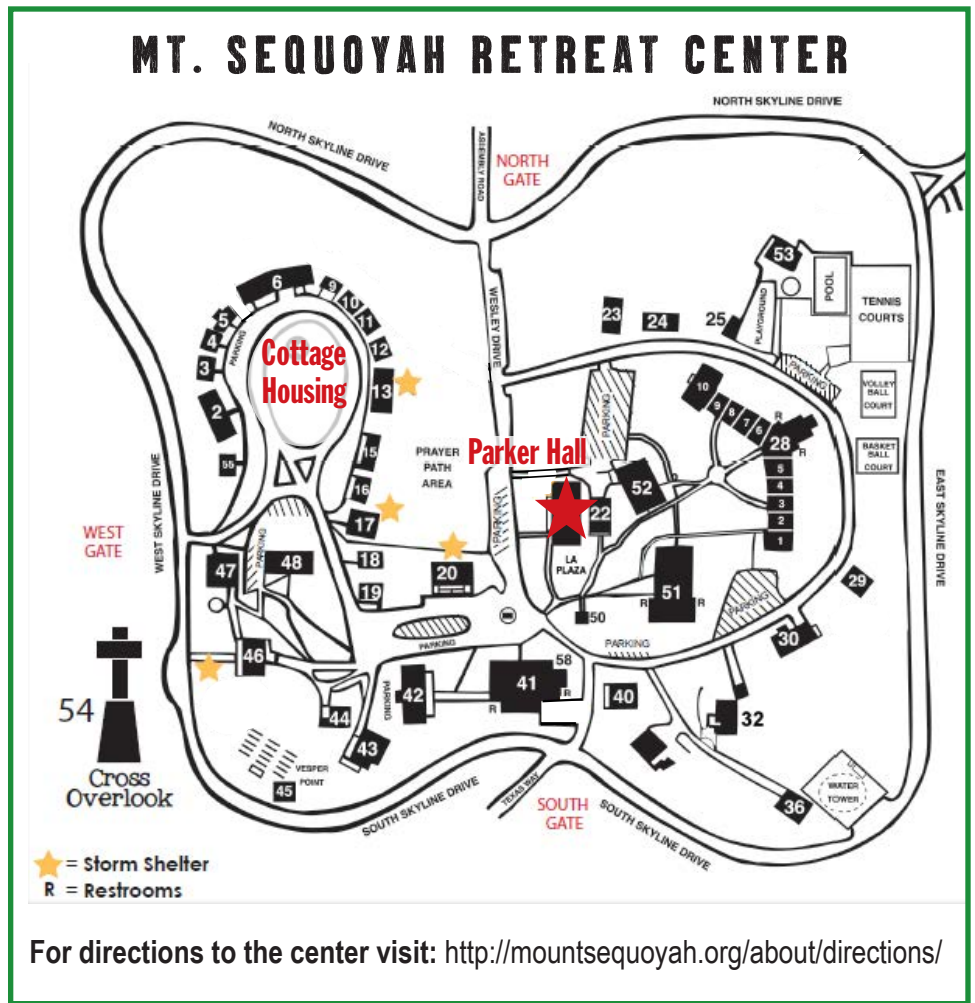 MT. SEQUOYAH RETREAT CENTER
NORTH SKYLINE DRIVE
NORTH SKYLINE DRIVE
ASSEMBLY ROAD
NORTH
GATE
53
POOL
TENNIS
COURTS
PLAYGROUND
6
9
10
11
12
13
5
4
3
2
55
PARKING
Cottage
Housing
WESLEY DRIVE
23
24
25
PARKING
VOLLEY
BALL
COURT
BASKET
BALL
COURT
10
9
8
7
6
R
28
R
5
4
3
2
1
PARKING
Parker Hall
PRAYER
PATH
AREA
15
16
17
18
19
20
PARKING
52
22
LA
PLAZA
50
51
R
R
PARKING
PARKING
29
30
EAST SKYLINE DRIVE
WEST SKYLINE DRIVE
WEST
GATE
47
PARKING
48
46
44
43
PARKING
42
PARKING
41
58
R
R
40
32
36
WATER
TOWER
54
Cross
Overlook
VESPER
POINT
45
SOUTH SKYLINE DRIVE
TEXAS WAY
SOUTH
GATE
SOUTH SKYLINE DRIVE
= Storm Shelter
R = Restrooms
For directions to the center visit: http://mountsequoyah.org/about/directions/